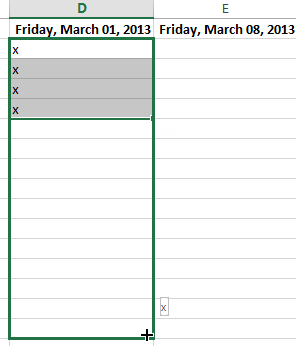 D E
Friday, March 01, 2013 Friday, March 08, 2013
x
x
x
x
x